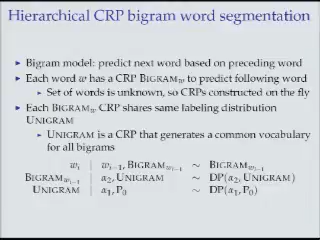 Hierarchical CRP bigram word segmentation
Bigram model: predict next word based on preceding word
Each word w has a CRP BIGRAM_w to predict following word
Set of words is unknown, so CRPs constructed on the fly
Each BIGRAM_w CRP shares same labeling distribution
UNIGRAM
UNIGRAM is a CRP that generates a common vocabulary
for all bigrams
w_i | w_{i−1}, BIGRAM_{w_{i−1}} ∼ BIGRAM_{w_{i−1}}
BIGRAM_{w_{i−1}} | α_2, UNIGRAM ∼ DP(α_2, UNIGRAM)
UNIGRAM | α_1, P_0 ∼ DP(α_1, P_0)